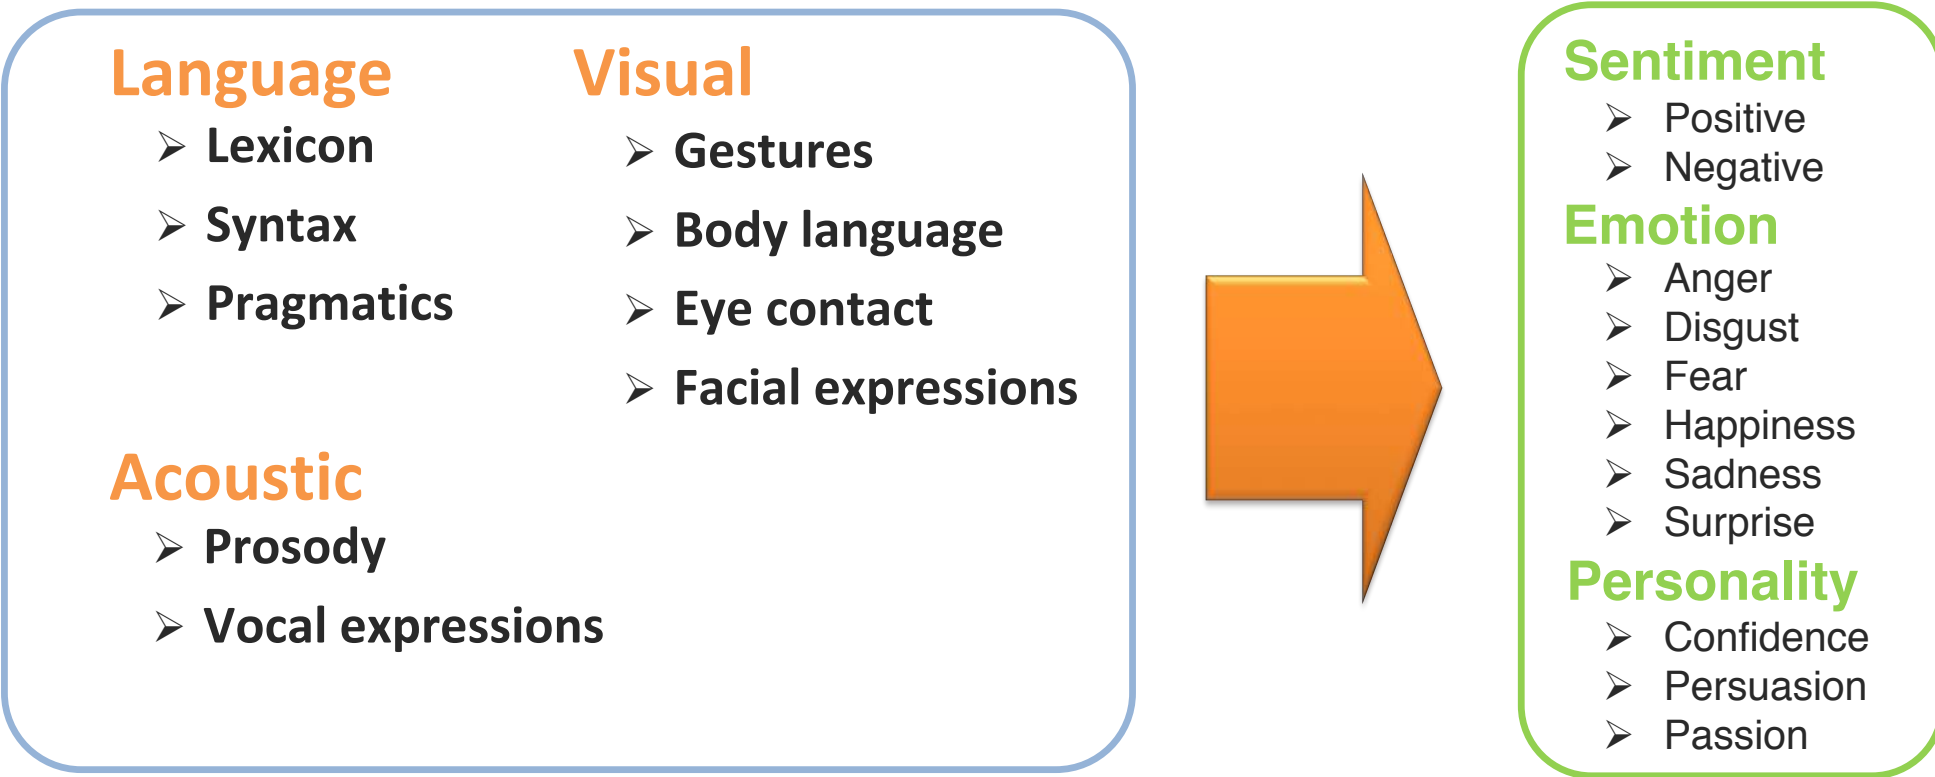 Language
➢ Lexicon
➢ Syntax
➢ Pragmatics
Visual
➢ Gestures
➢ Body language
➢ Eye contact
➢ Facial expressions
Acoustic
➢ Prosody
➢ Vocal expressions
Sentiment
➢ Positive
➢ Negative
Emotion
➢ Anger
➢ Disgust
➢ Fear
➢ Happiness
➢ Sadness
➢ Surprise
Personality
➢ Confidence
➢ Persuasion
➢ Passion